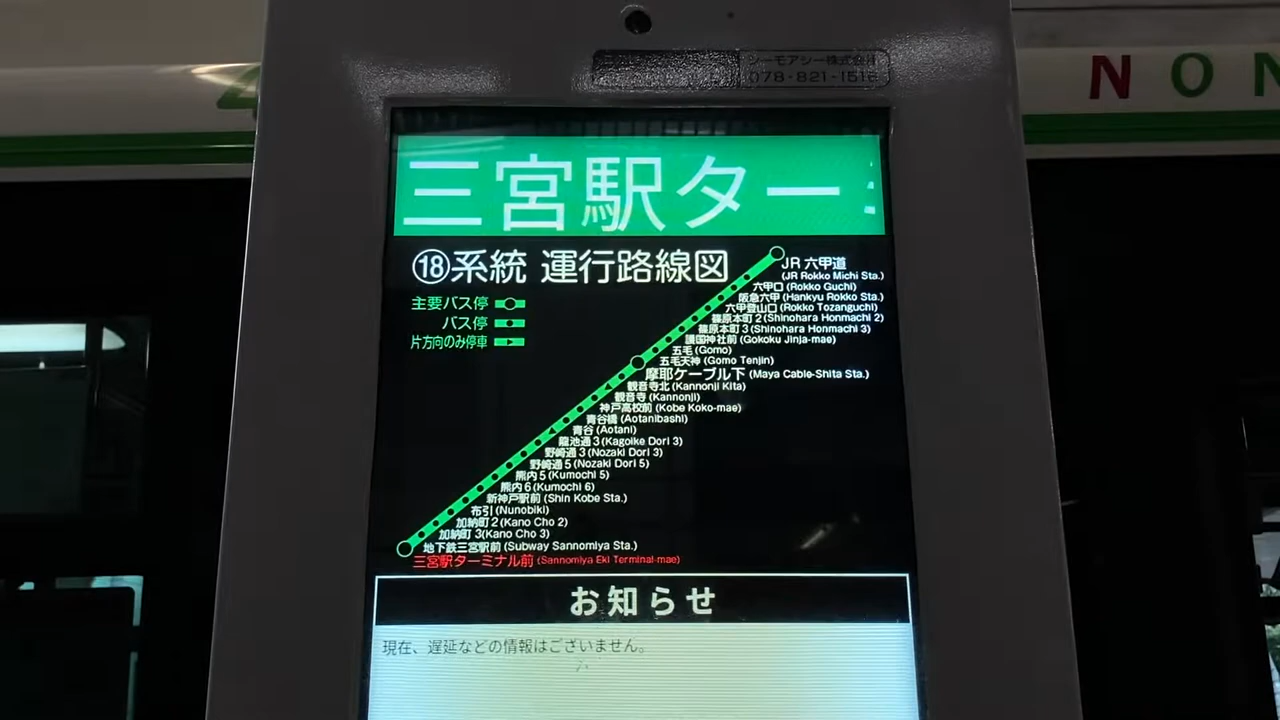 シーモアシー株式会社
078-821-1516
N O N
三宮駅ター
⑱系統 運行路線図
主要バス停
バス停
片方向のみ停車
JR 六甲道
(JR Rokko Michi Sta.)
六甲口 (Rokko Guchi)
阪急六甲 (Hankyu Rokko Sta.)
六甲登山口 (Rokko Tozanguchi)
篠原本町 2 (Shinohara Honmachi 2)
篠原本町 3 (Shinohara Honmachi 3)
護国神社前 (Gokoku Jinja-mae)
五毛 (Gomo)
五毛天神 (Gomo Tenjin)
摩耶ケーブル下 (Maya Cable-Shita Sta.)
観音寺北 (Kannonji Kita)
観音寺 (Kannonji)
神戸高校前 (Kobe Koko-mae)
青谷橋 (Aotanibashi)
青谷 (Aotani)
籠池通 3 (Kagoike Dori 3)
野崎通 3 (Nozaki Dori 3)
野崎通 5 (Nozaki Dori 5)
熊内 5 (Kumochi 5)
熊内 6 (Kumochi 6)
新神戸駅前 (Shin Kobe Sta.)
布引 (Nunobiki)
加納町 2 (Kano Cho 2)
加納町 3 (Kano Cho 3)
地下鉄三宮駅前 (Subway Sannomiya Sta.)
三宮駅ターミナル前 (Sannomiya Eki Terminal-mae)
お知らせ
現在、遅延などの情報はございません。